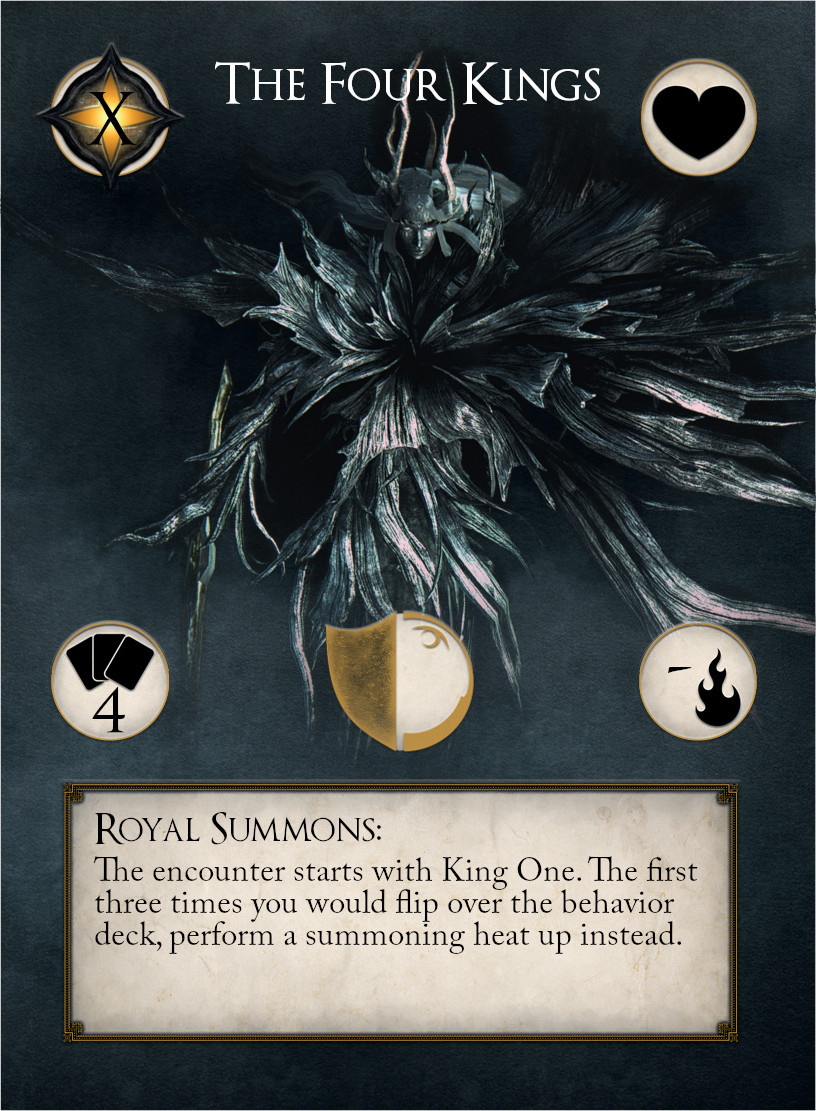 THE FOUR KINGS
X
4
-
ROYAL SUMMONS:
The encounter starts with King One. The first
three times you would flip over the behavior
deck, perform a summoning heat up instead.